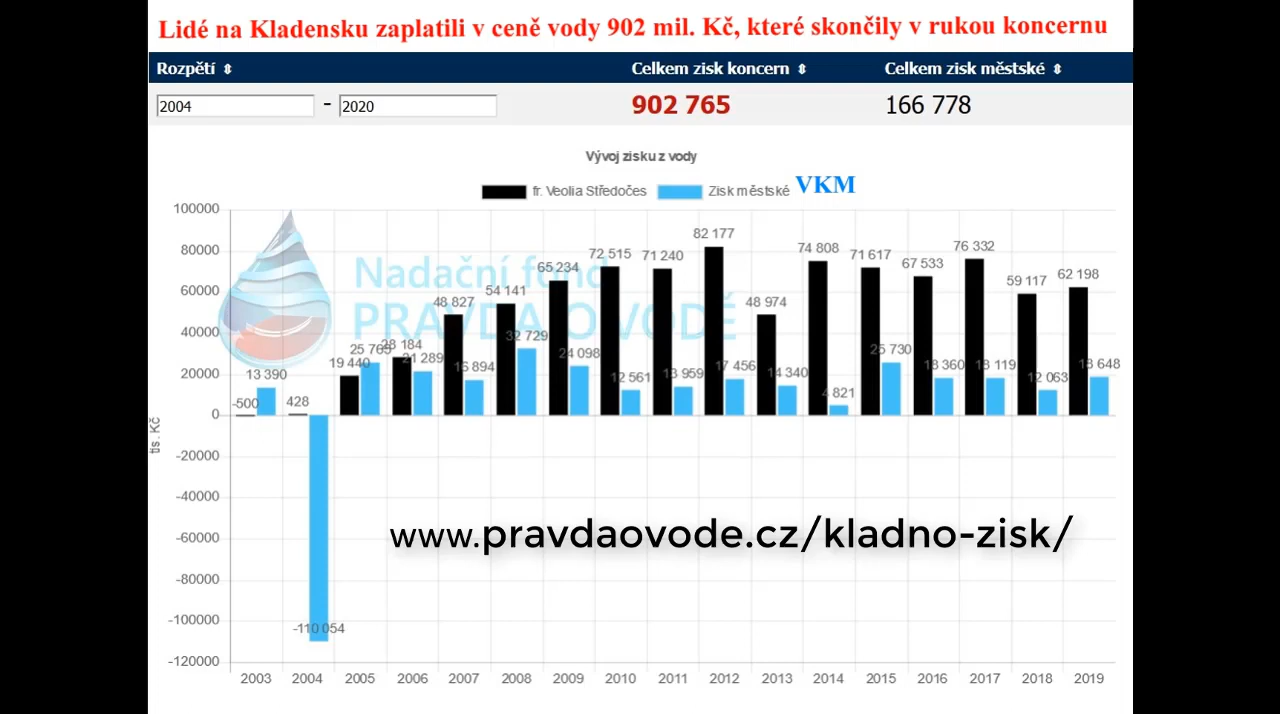 Lidé na Kladensku zaplatili v ceně vody 902 mil. Kč, které skončily v rukou koncernu
Rozpětí Celkem zisk koncern Celkem zisk městské
2004 - 2020 902 765 166 778
Vývoj zisku z vody
fr. Veolia Středočes Zisk městské VKM
Nadační fond
PRAVDA O VODĚ
100000
80000
60000
40000
20000
0
-20000
-40000
-60000
-80000
-100000
-120000
tis. Kč
-500 428 19 440 28 184 48 827 54 141 65 234 72 515 71 240 82 177 48 974 74 808 71 617 67 533 76 332 59 117 62 198
13 390 -110 054 25 765 21 289 16 894 32 729 24 098 12 561 13 959 17 456 14 340 4 821 25 730 18 360 18 119 12 063 18 648
www.pravdaovode.cz/kladno-zisk/
2003 2004 2005 2006 2007 2008 2009 2010 2011 2012 2013 2014 2015 2016 2017 2018 2019